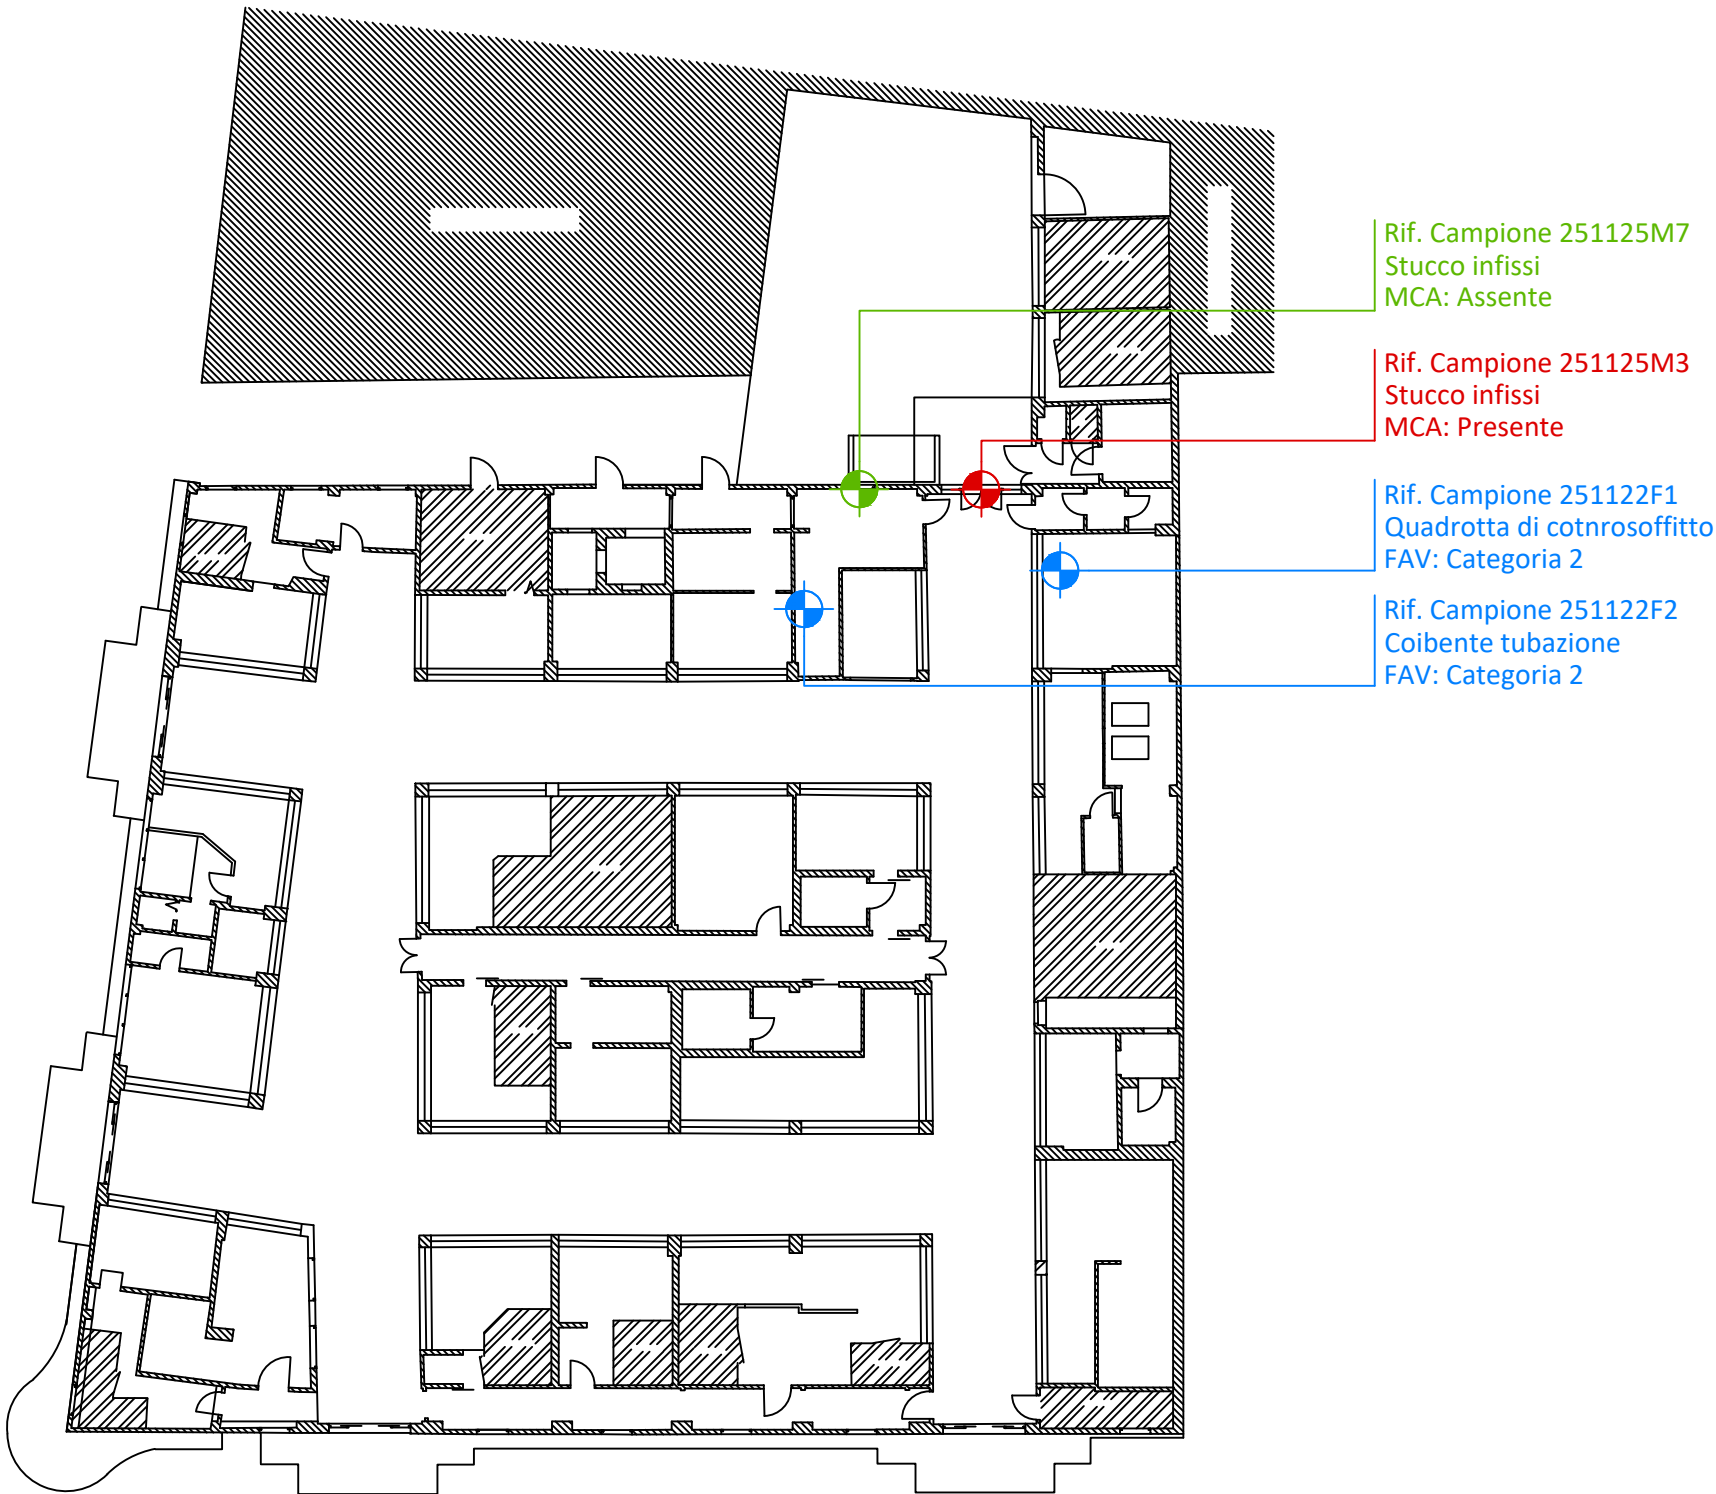 Rif. Campione 251125M7
Stucco infissi
MCA: Assente
Rif. Campione 251125M3
Stucco infissi
MCA: Presente
Rif. Campione 251122F1
Quadrotta di cotnrosoffitto
FAV: Categoria 2
Rif. Campione 251122F2
Coibente tubazione
FAV: Categoria 2